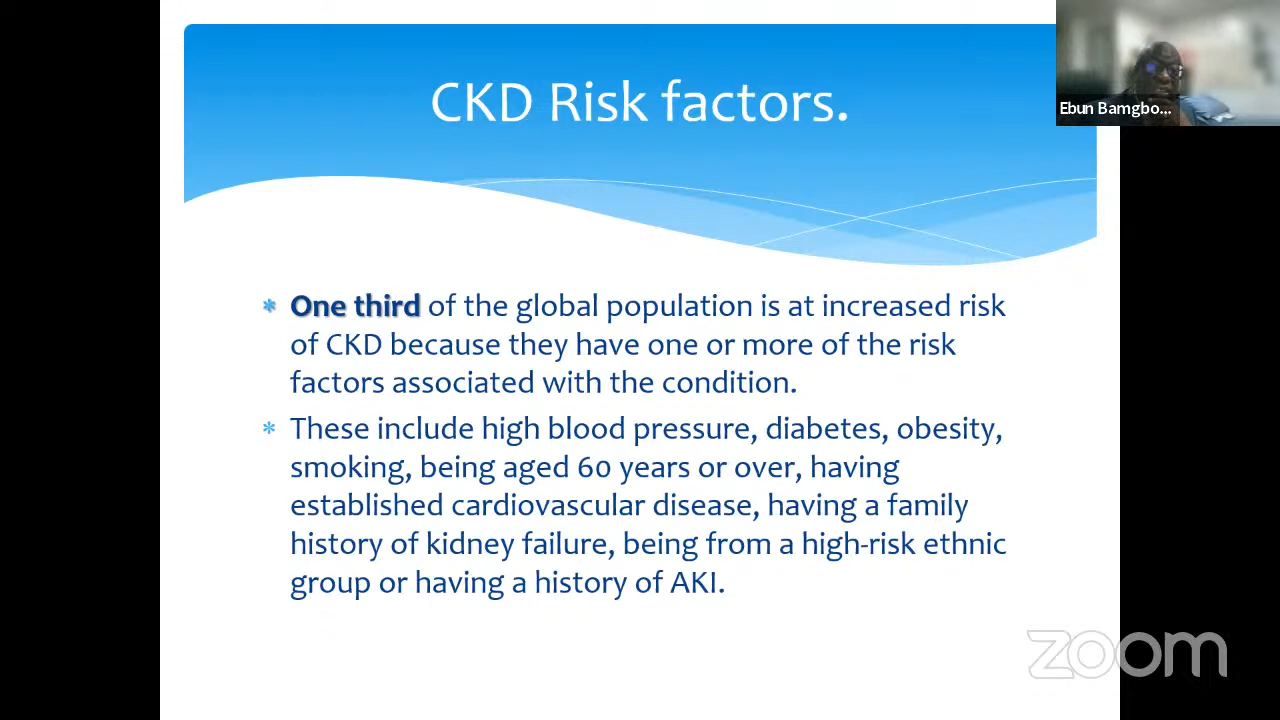 CKD Risk factors.
Ebun Bamgbo...
* One third of the global population is at increased risk
of CKD because they have one or more of the risk
factors associated with the condition.
* These include high blood pressure, diabetes, obesity,
smoking, being aged 60 years or over, having
established cardiovascular disease, having a family
history of kidney failure, being from a high-risk ethnic
group or having a history of AKI.
zoom